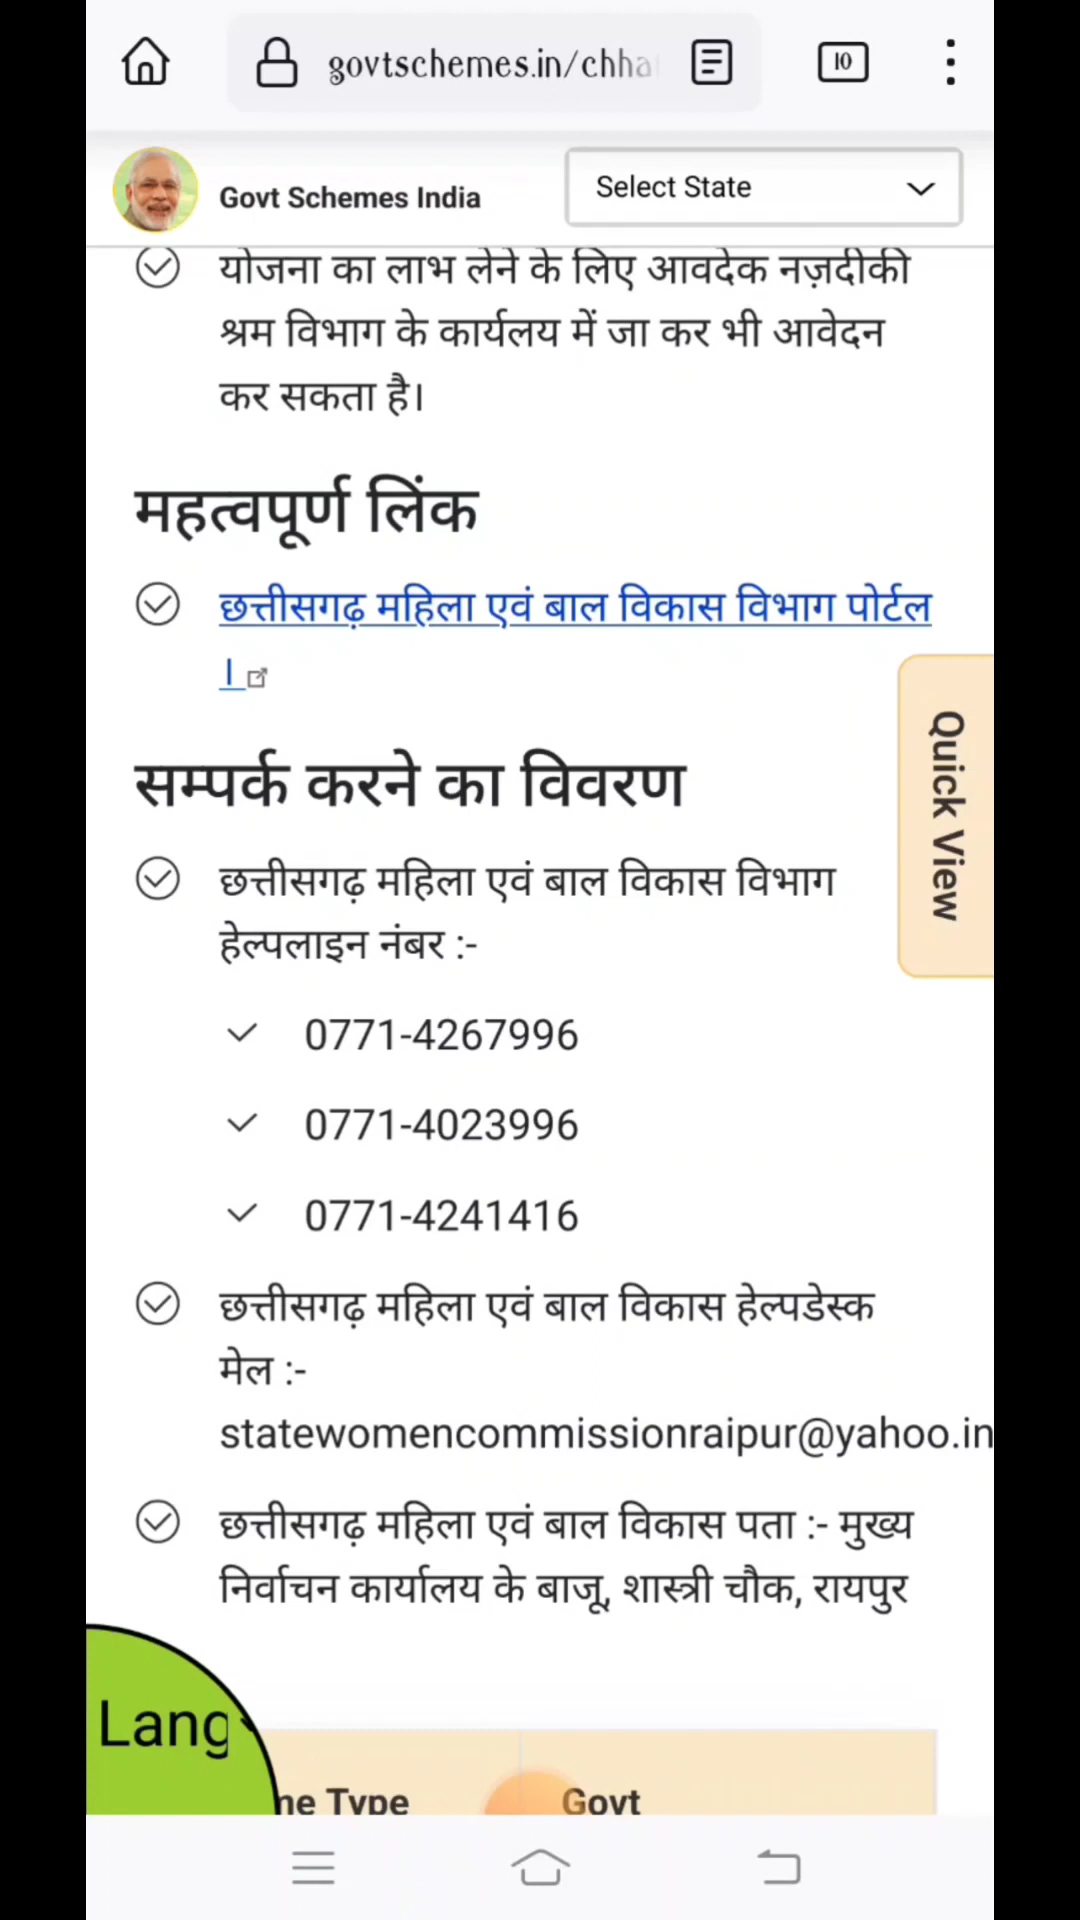 govtschemes.in/chha
10
Govt Schemes India
Select State
योजना का लाभ लेने के लिए आवदेक नज़दीकी
श्रम विभाग के कार्यलय में जा कर भी आवेदन
कर सकता है।
महत्वपूर्ण लिंक
छत्तीसगढ़ महिला एवं बाल विकास विभाग पोर्टल
।
Quick View
सम्पर्क करने का विवरण
छत्तीसगढ़ महिला एवं बाल विकास विभाग
हेल्पलाइन नंबर :-
0771-4267996
0771-4023996
0771-4241416
छत्तीसगढ़ महिला एवं बाल विकास हेल्पडेस्क
मेल :-
statewomencommissionraipur@yahoo.in
छत्तीसगढ़ महिला एवं बाल विकास पता :- मुख्य
निर्वाचन कार्यालय के बाजू, शास्त्री चौक, रायपुर
Lang
me Type
Govt